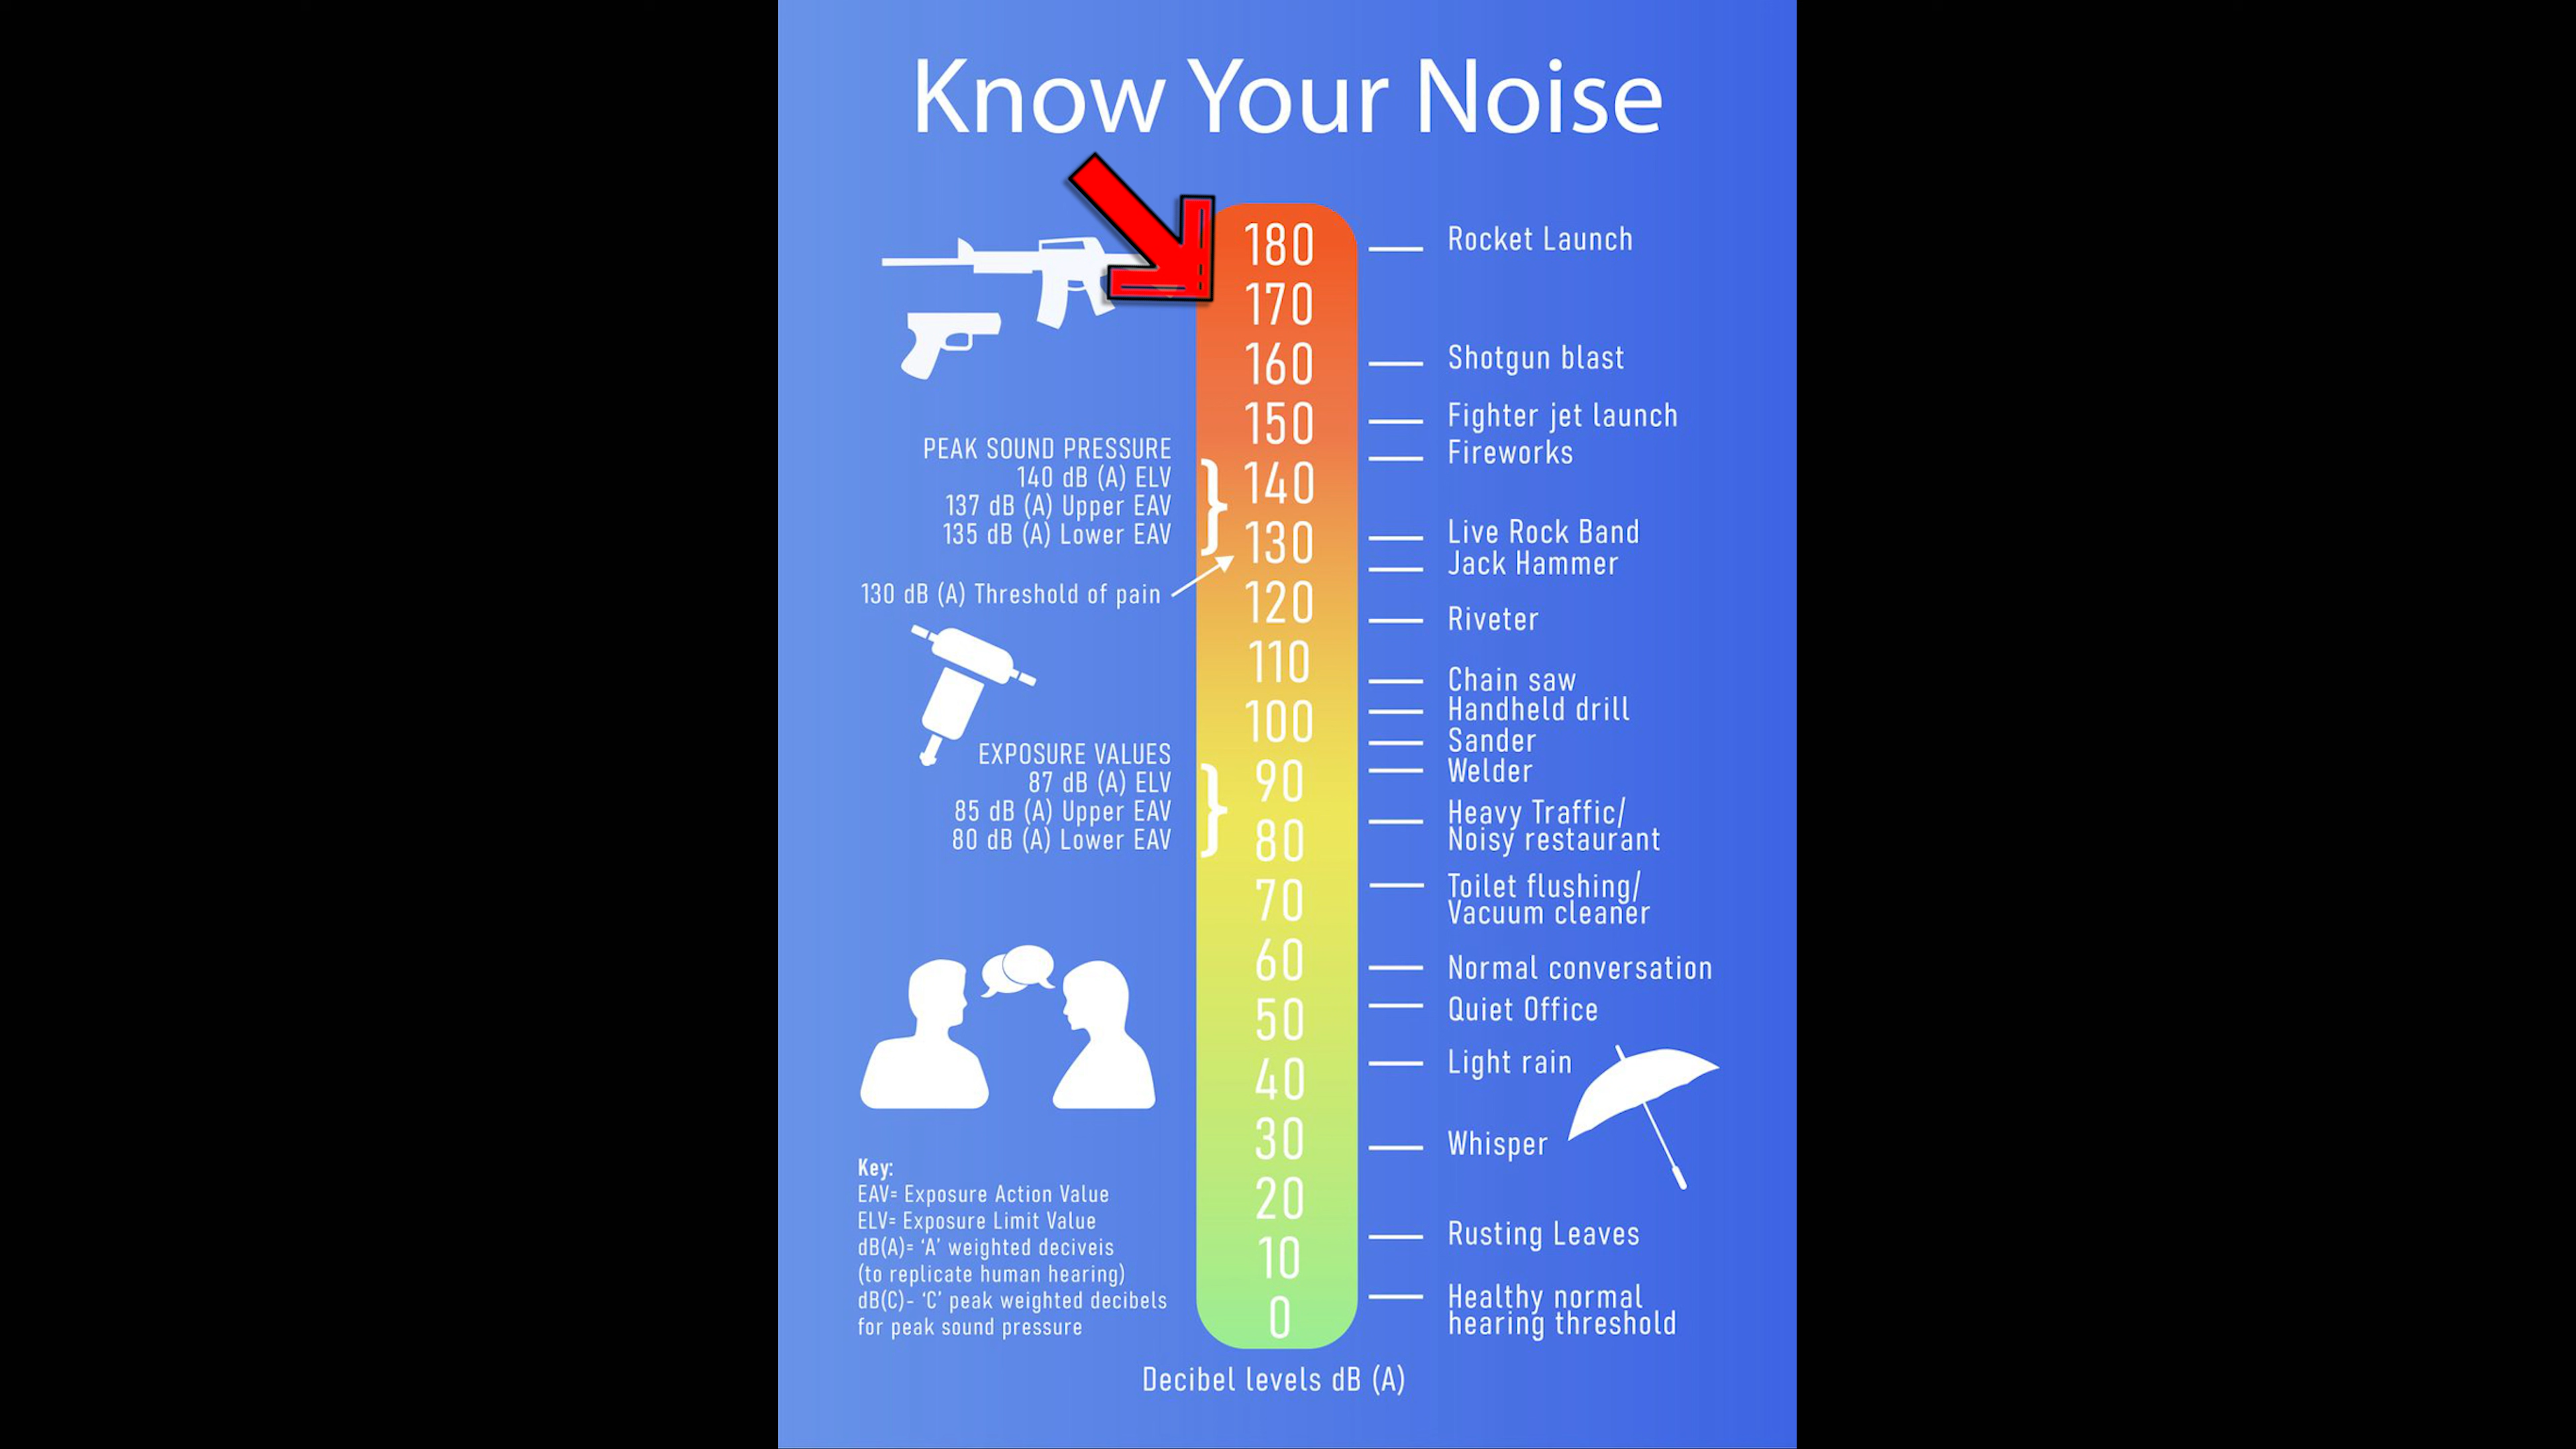 Know Your Noise
180
170
160
150
140
130
120
110
100
90
80
70
60
50
40
30
20
10
0
Decibel levels dB (A)
PEAK SOUND PRESSURE
140 dB (A) ELV
137 dB (A) Upper EAV
135 dB (A) Lower EAV
130 dB (A) Threshold of pain
EXPOSURE VALUES
87 dB (A) ELV
85 dB (A) Upper EAV
80 dB (A) Lower EAV
Key:
EAV= Exposure Action Value
ELV= Exposure Limit Value
dB(A)= ‘A’ weighted deciveis
(to replicate human hearing)
dB(C)- ‘C’ peak weighted decibels
for peak sound pressure
Rocket Launch
Shotgun blast
Fighter jet launch
Fireworks
Live Rock Band
Jack Hammer
Riveter
Chain saw
Handheld drill
Sander
Welder
Heavy Traffic/
Noisy restaurant
Toilet flushing/
Vacuum cleaner
Normal conversation
Quiet Office
Light rain
Whisper
Rusting Leaves
Healthy normal
hearing threshold